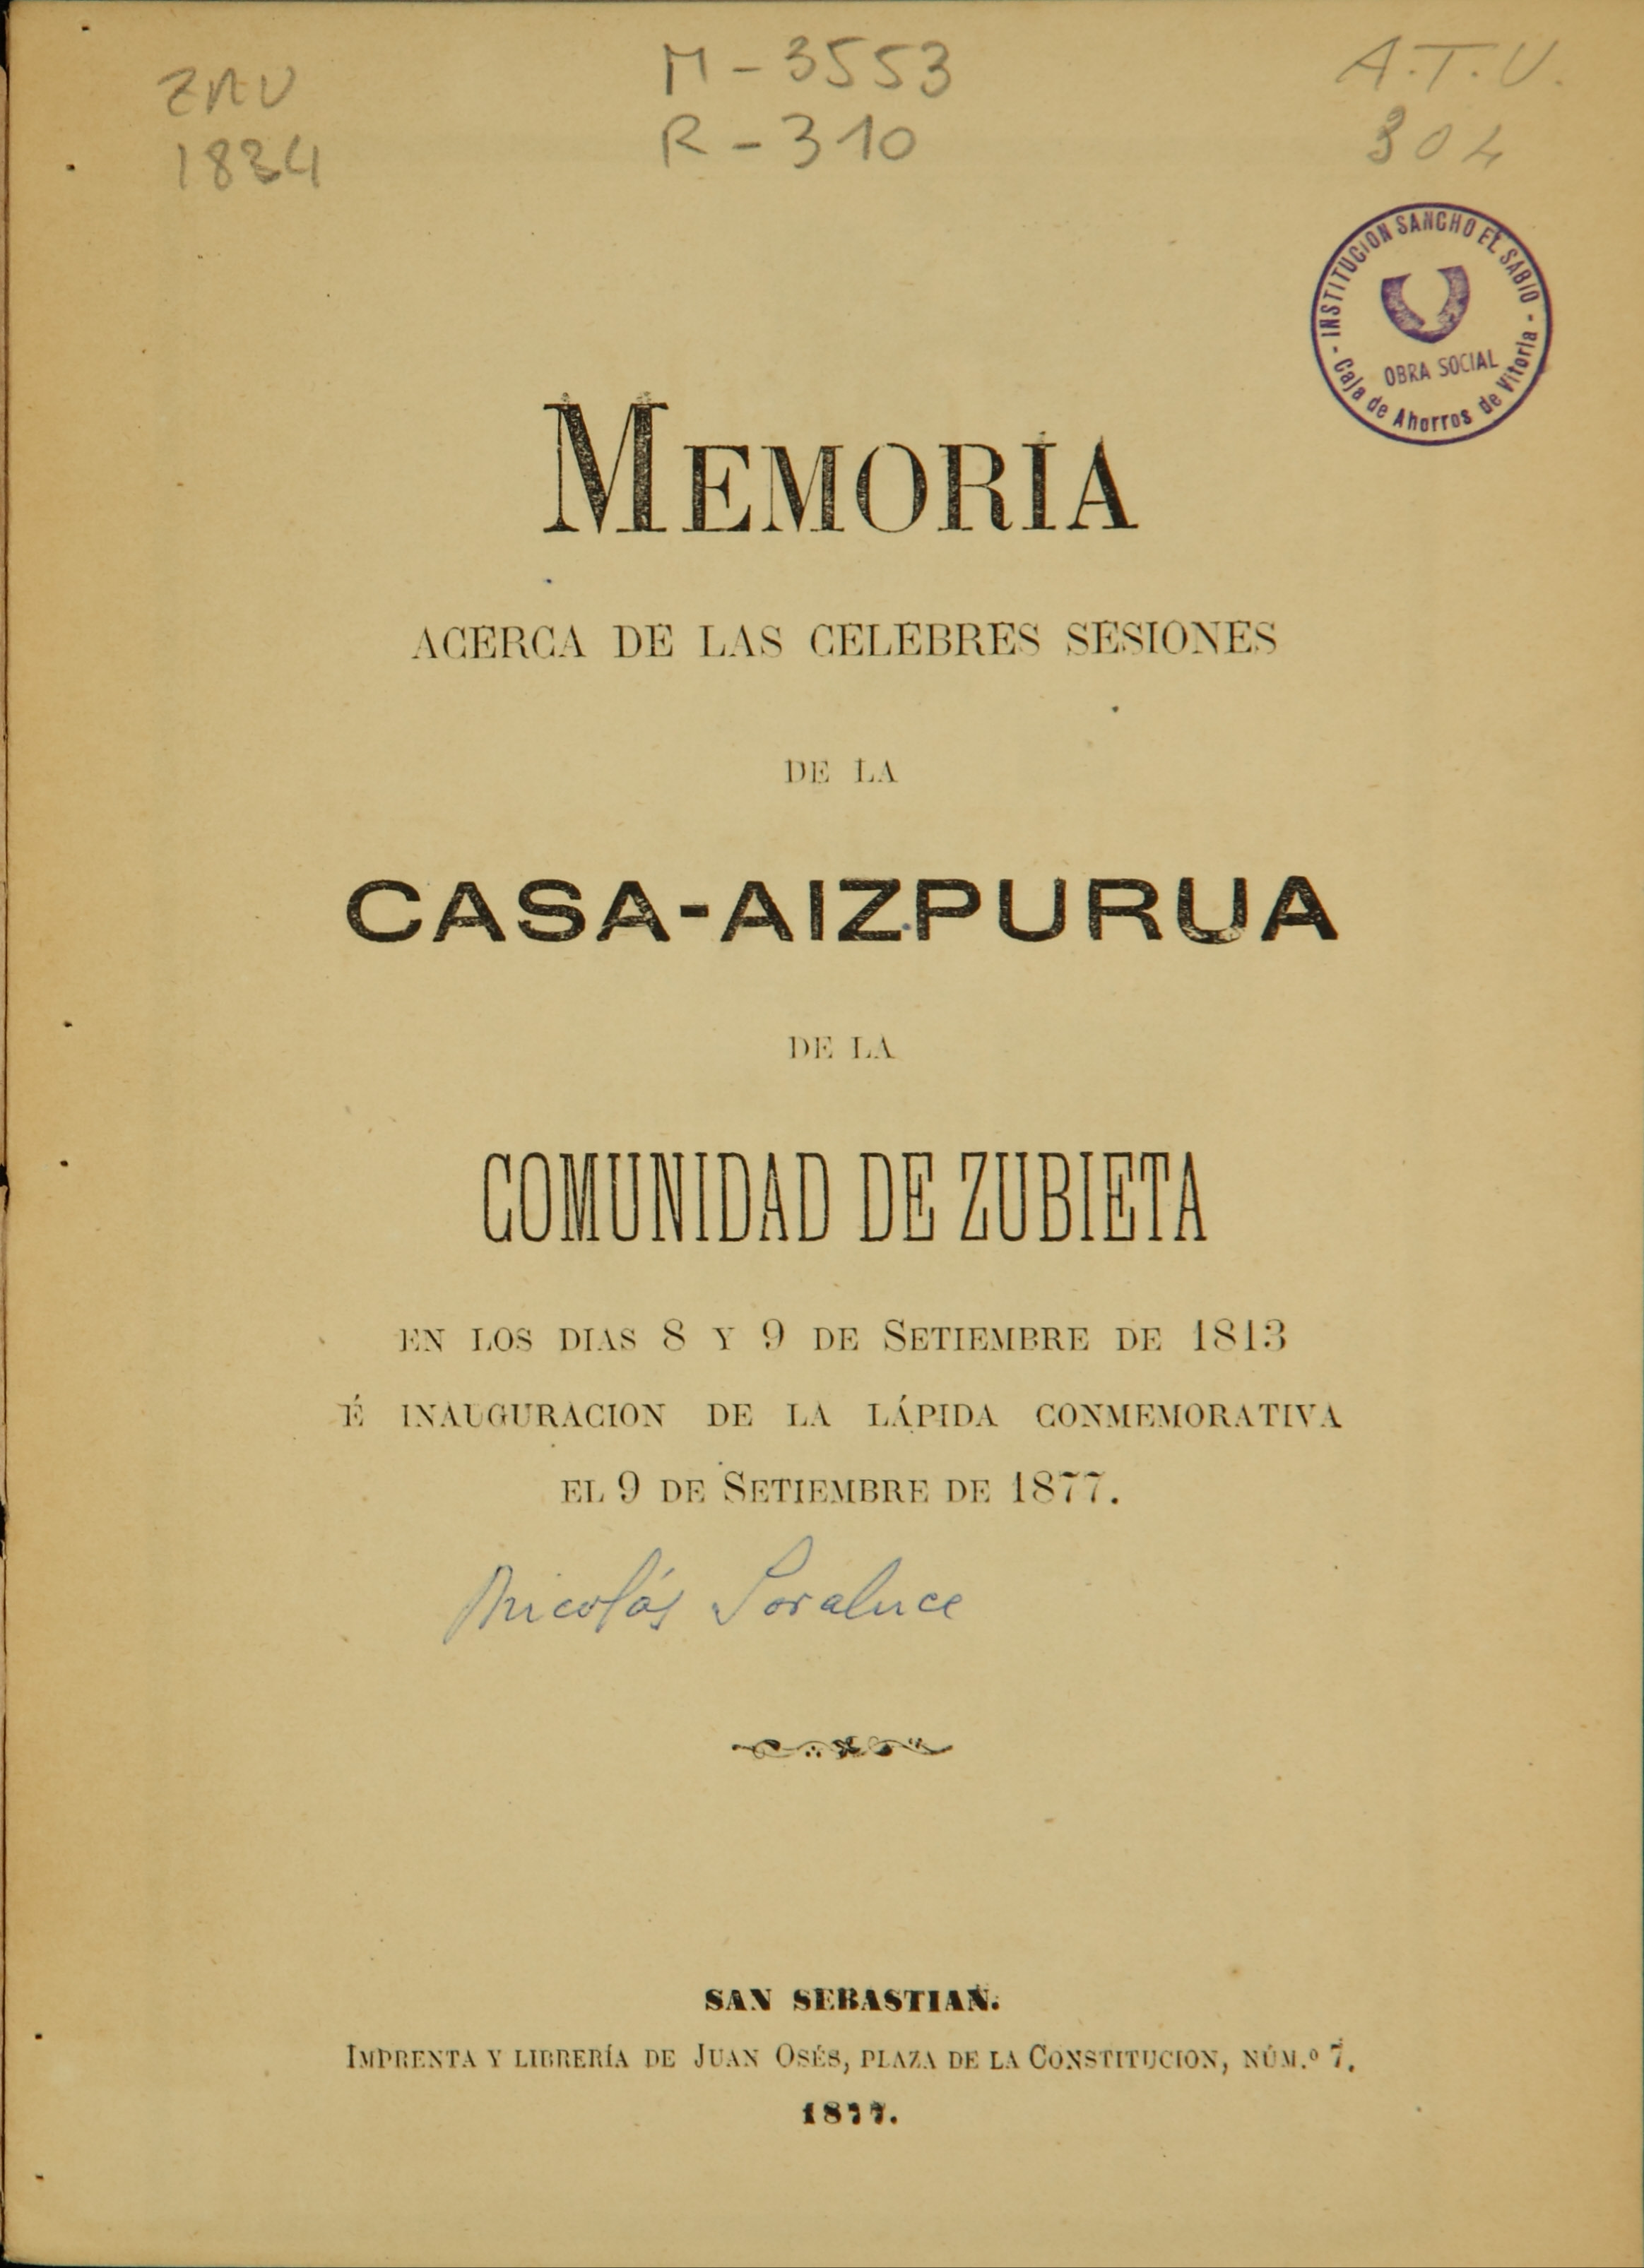 ZMV
1834
M-3553
R-310
A.T.V.
304
- INSTITUCION SANCHO EL SABIO -
OBRA SOCIAL
Caja de Ahorros de Vitoria
MEMORIA
ACERCA DE LAS CELEBRES SESIONES
DE LA
CASA-AIZPURUA
DE LA
COMUNIDAD DE ZUBIETA
EN LOS DIAS 8 Y 9 DE SETIEMBRE DE 1813
É INAUGURACION DE LA LÁPIDA CONMEMORATIVA
EL 9 DE SETIEMBRE DE 1877.
Nicolás Soraluce
SAN SEBASTIAN.
IMPRENTA Y LIBRERÍA DE JUAN OSÉS, PLAZA DE LA CONSTITUCION, NÚM.º 7.
1877.